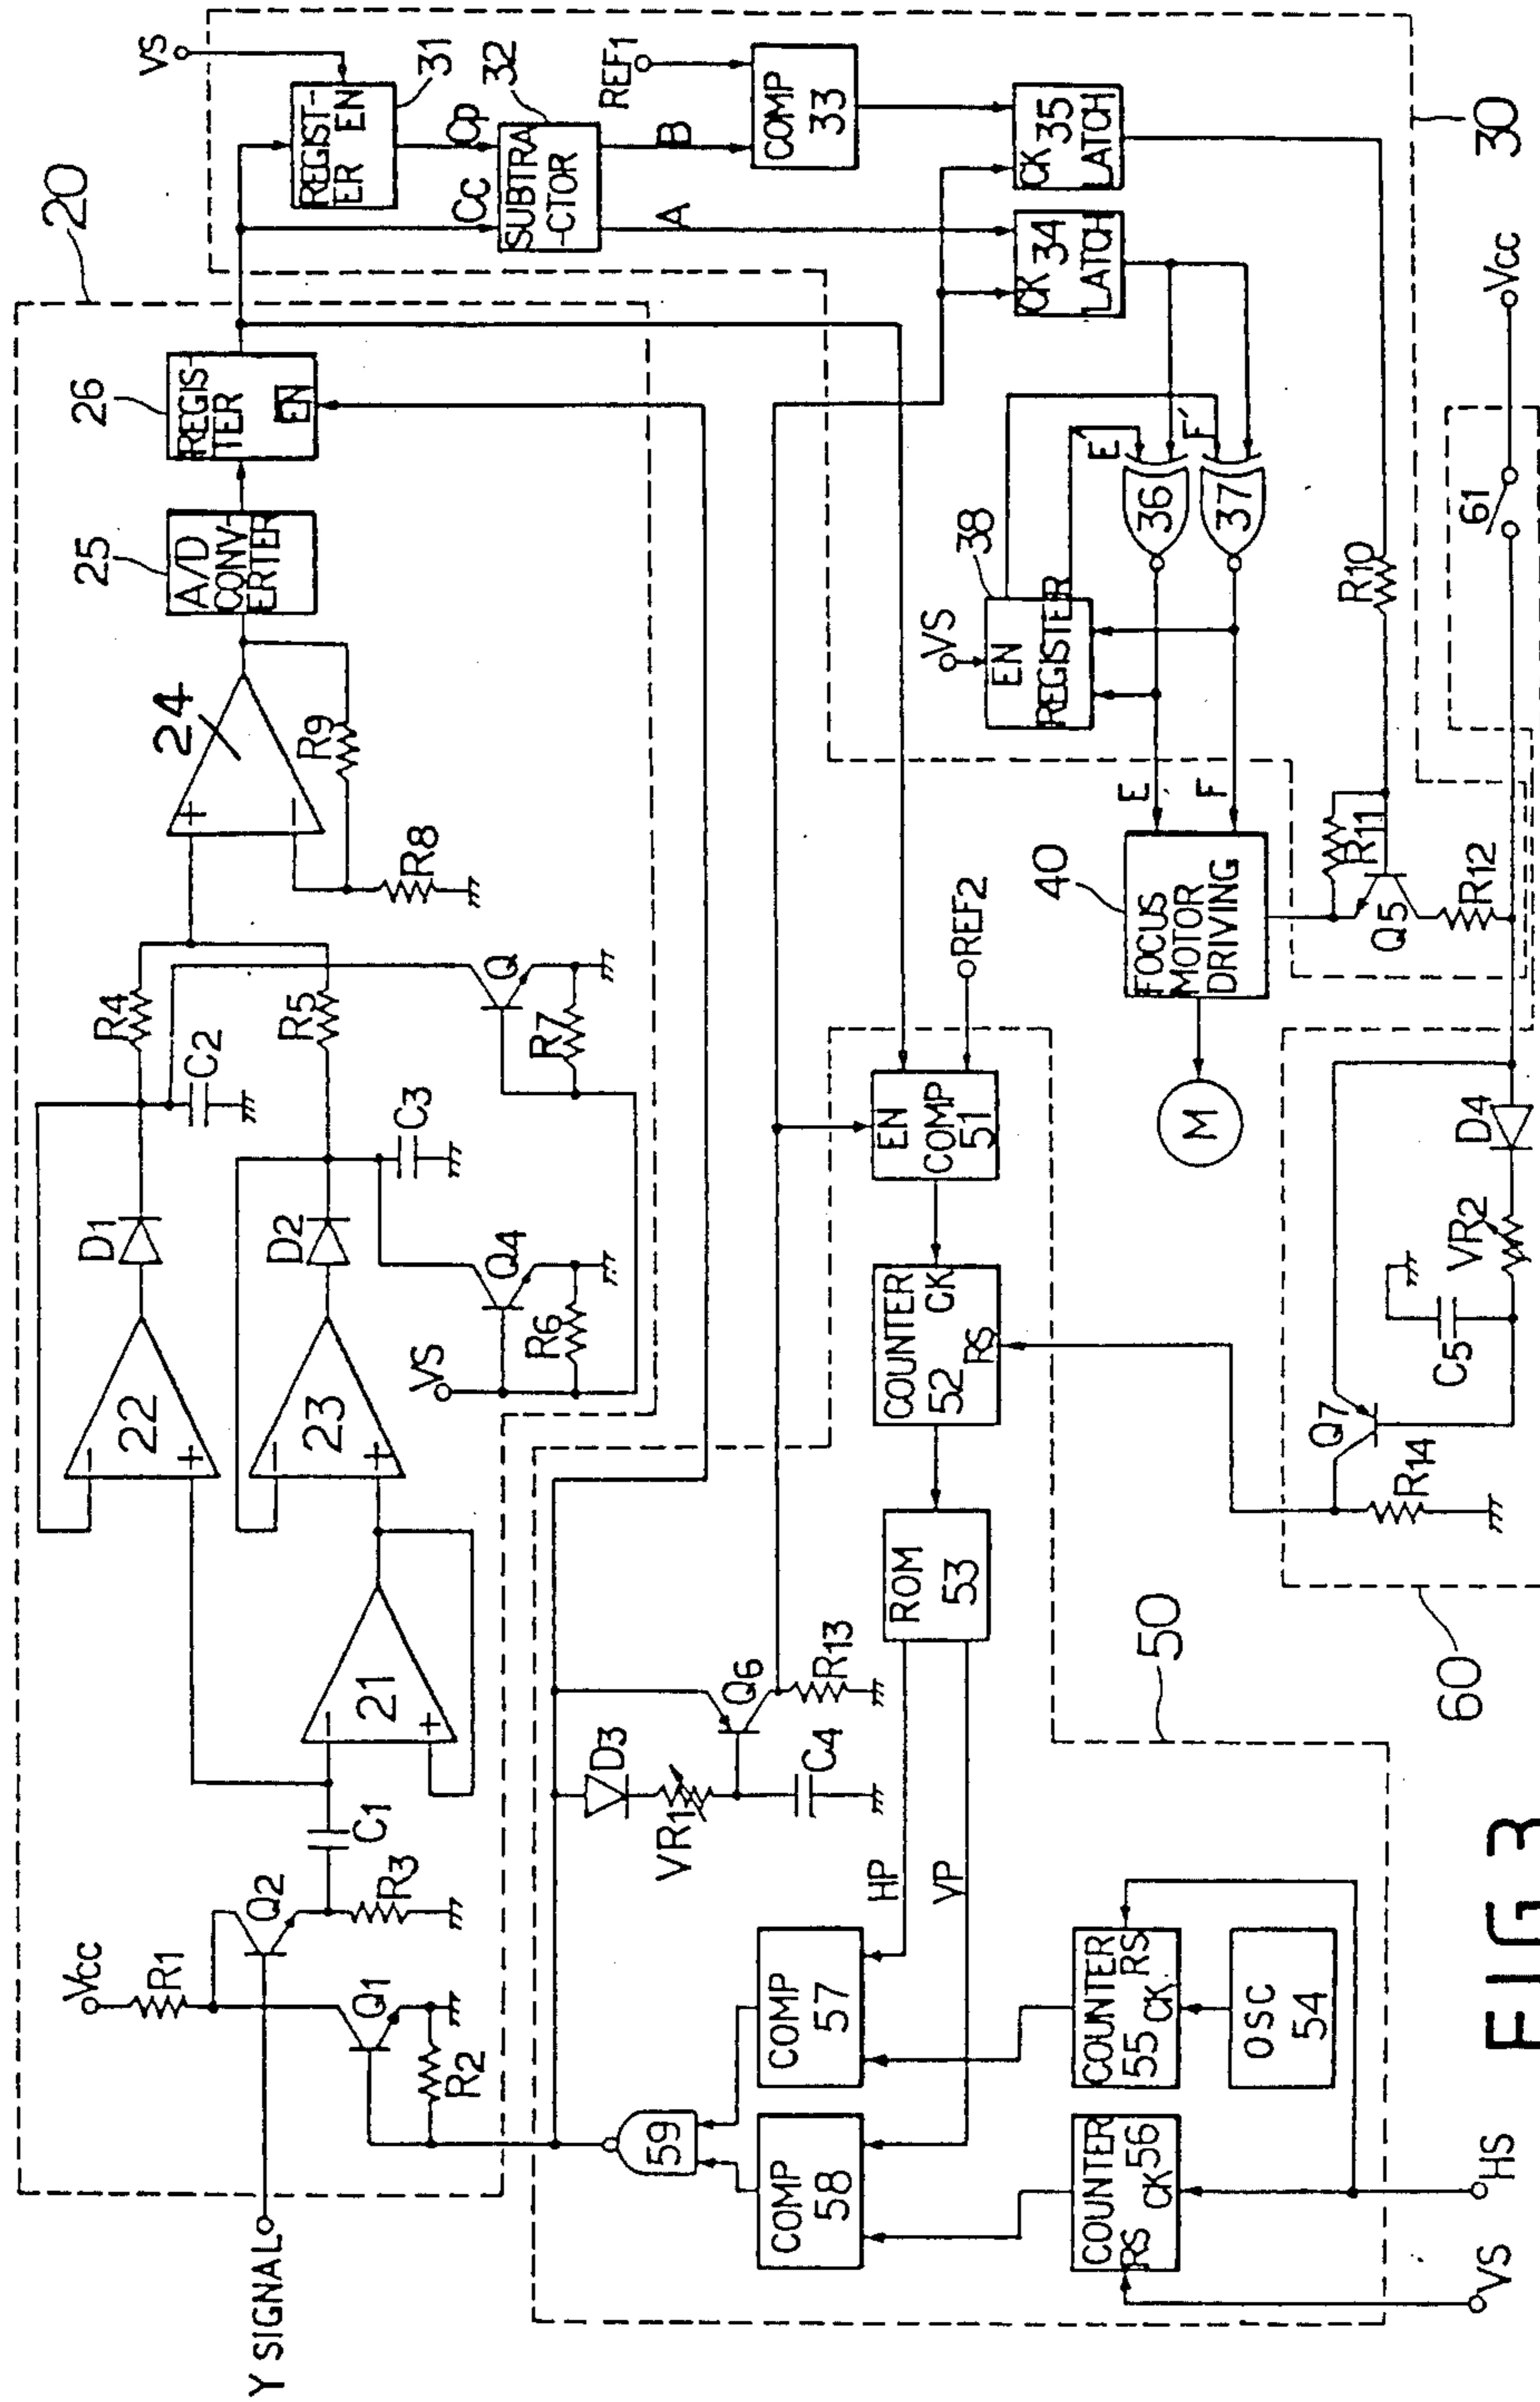 20
Y SIGNAL
Vcc
R1
Q2
R3
C1
Q1
R2
21
22
23
D1
D2
VS
Q4
R6
C2
C3
R4
R5
Q
R7
24
R8
R9
25
A/D
CONV-
ERTER
26
REGIS-
TER
EN
VS
REGIST-
ER EN
31
Cc
Cp
SUBTRA
-CTOR
32
A
B
REF1
COMP
33
CK 34
LATCH
CK 35
LATCH
30
E'
F'
36
37
38
VS
EN
REGISTER
E
F
R10
R11
Q5
R12
40
FOCUS
MOTOR
DRIVING
M
61
Vcc
REF2
EN
COMP
51
COUNTER
52
CK
RS
ROM
53
D3
VR1
Q6
C4
R13
HP
VP
50
59
COMP
57
COMP
58
COUNTER
55
CK
RS
COUNTER
56
CK
RS
OSC
54
VS
HS
60
Q7
R14
C5
VR2
D4
FIG 3